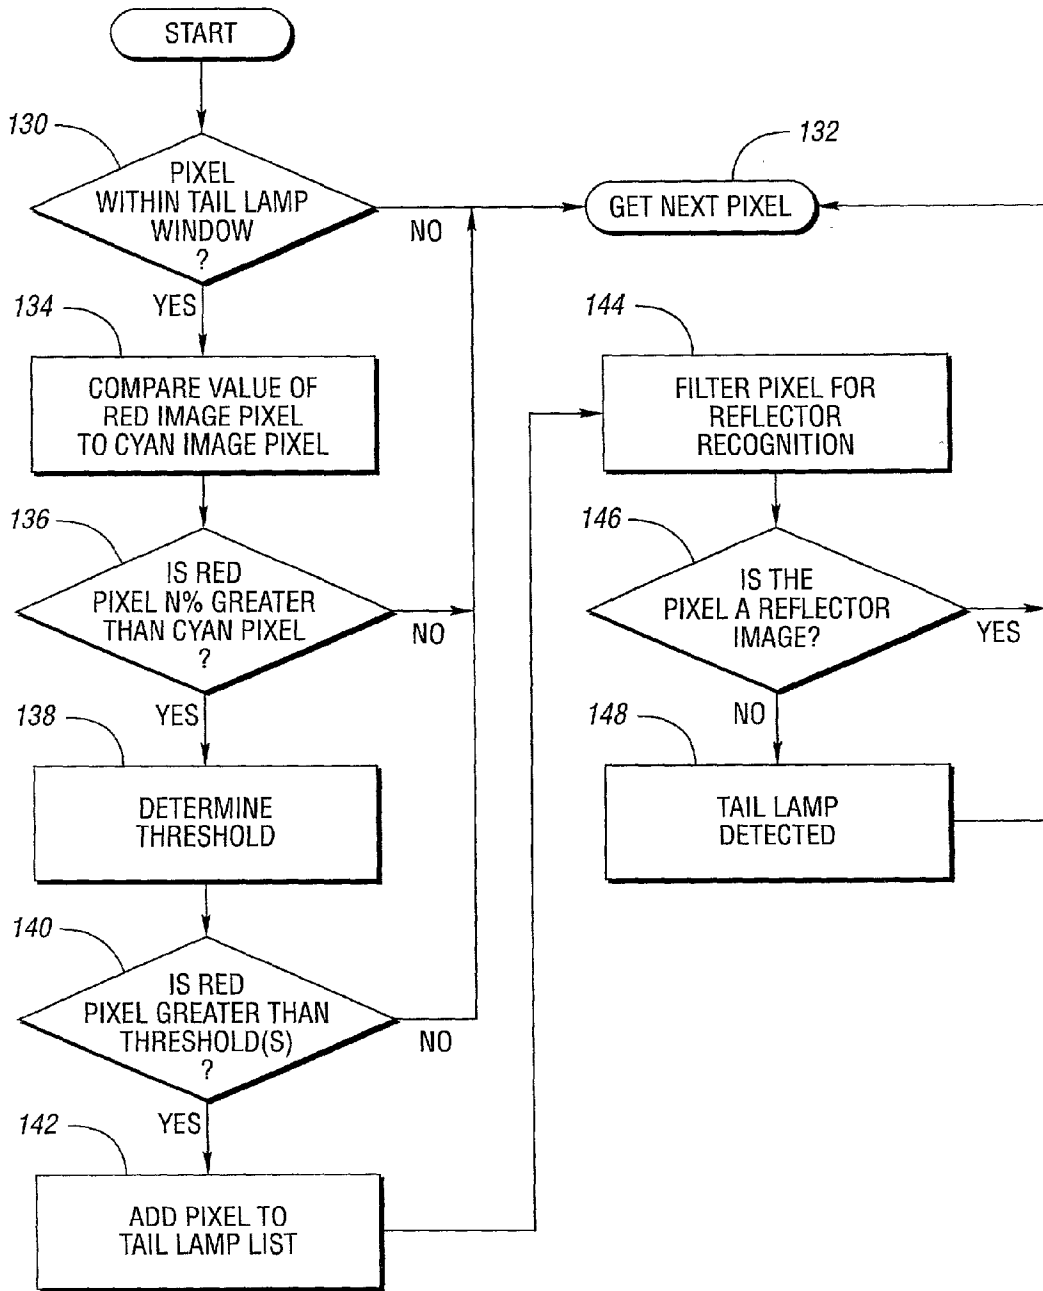 START
130
PIXEL
WITHIN TAIL LAMP
WINDOW
?
NO
YES
132
GET NEXT PIXEL
134
COMPARE VALUE OF
RED IMAGE PIXEL
TO CYAN IMAGE PIXEL
136
IS RED
PIXEL N% GREATER
THAN CYAN PIXEL
?
NO
YES
138
DETERMINE
THRESHOLD
140
IS RED
PIXEL GREATER THAN
THRESHOLD(S)
?
NO
YES
142
ADD PIXEL TO
TAIL LAMP LIST
144
FILTER PIXEL FOR
REFLECTOR
RECOGNITION
146
IS THE
PIXEL A REFLECTOR
IMAGE?
YES
NO
148
TAIL LAMP
DETECTED